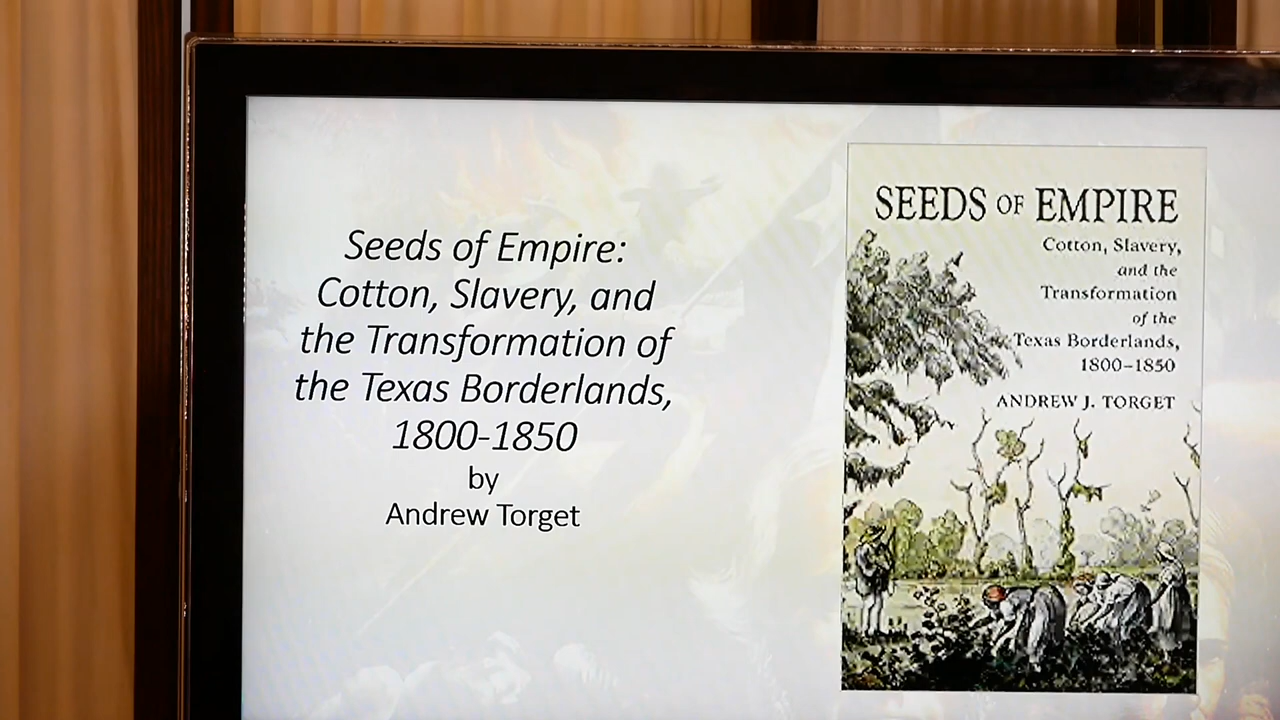 Seeds of Empire:
Cotton, Slavery, and
the Transformation of
the Texas Borderlands,
1800-1850
by
Andrew Torget
SEEDS OF EMPIRE
Cotton, Slavery,
and the
Transformation
of the
Texas Borderlands,
1800–1850
ANDREW J. TORGET